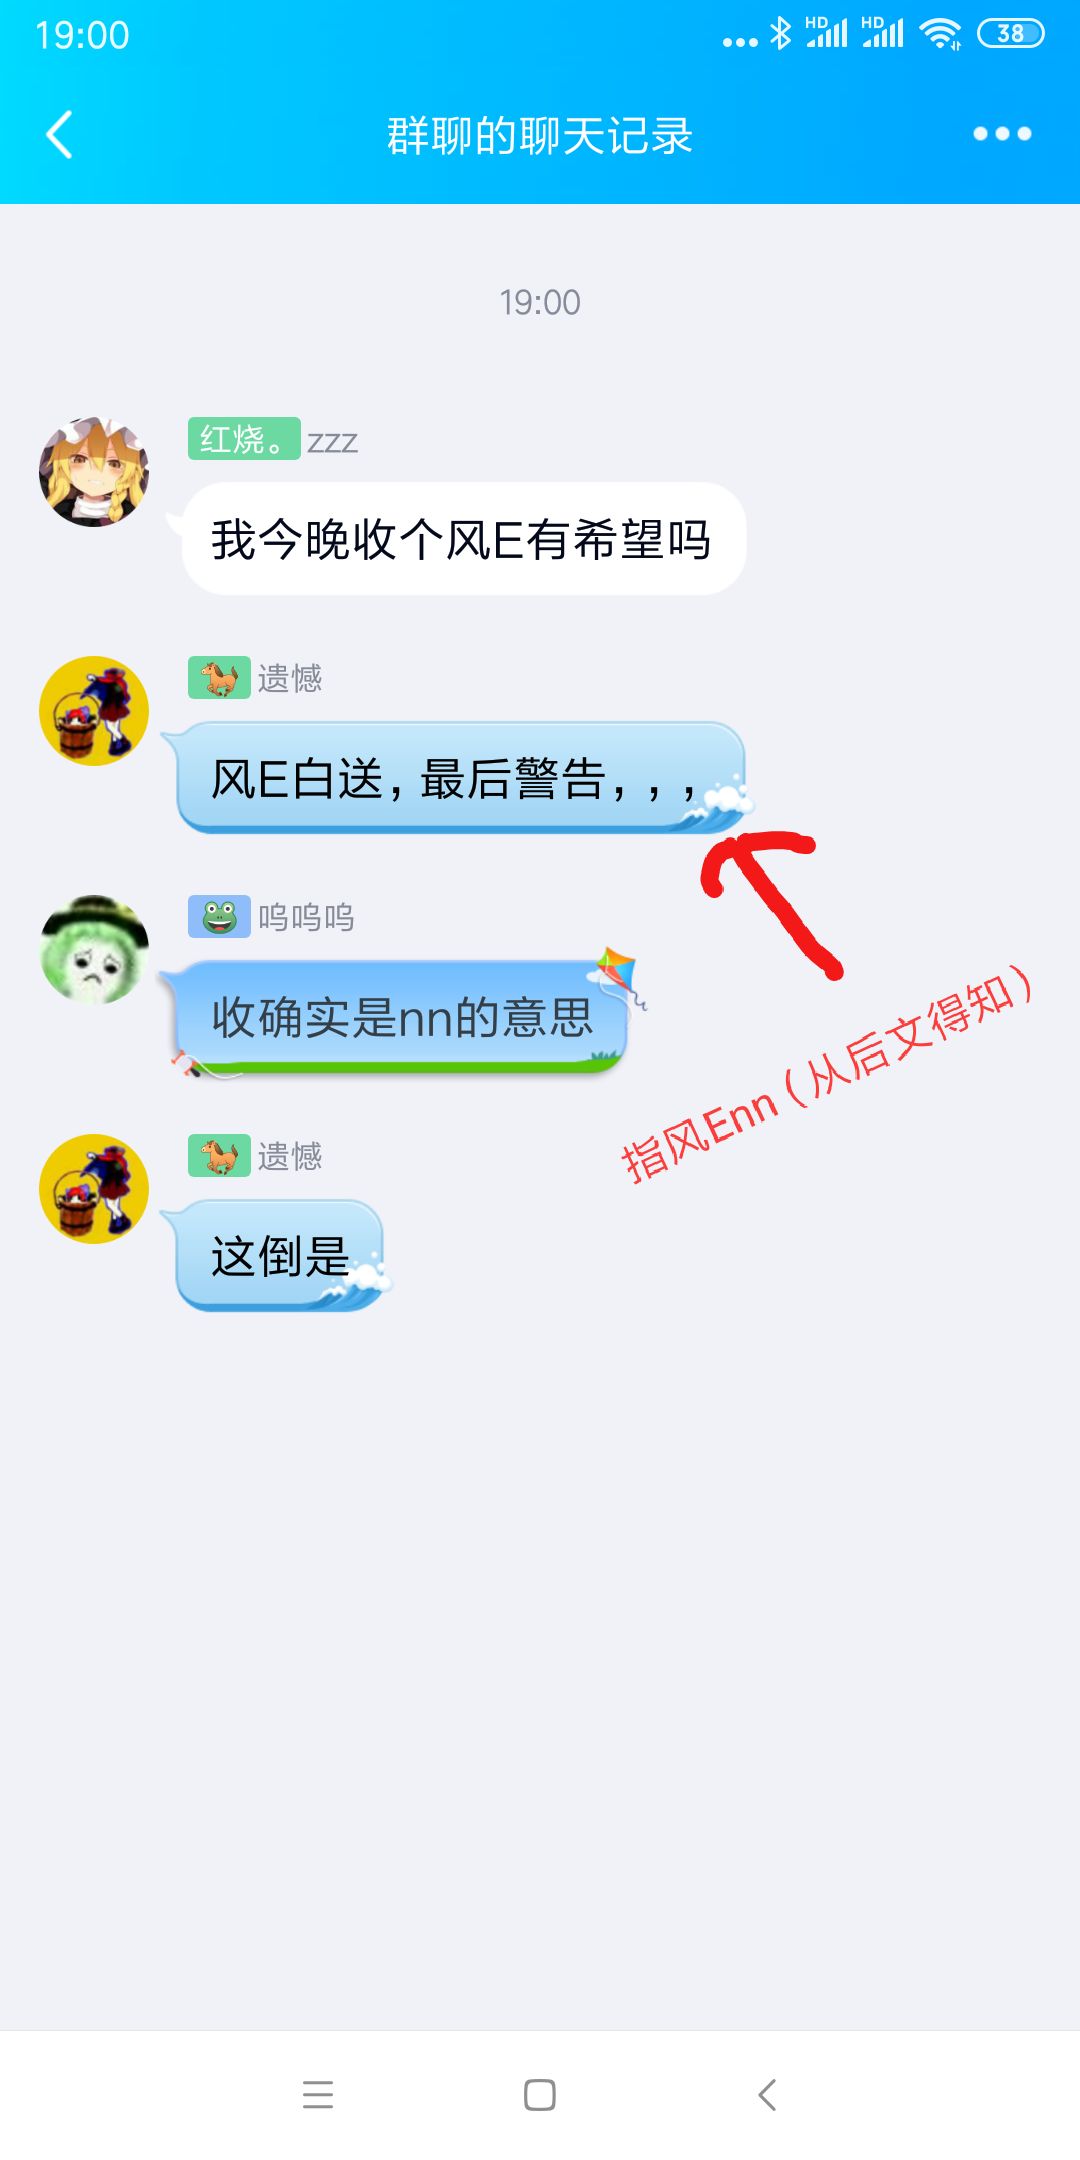 19:00
HD HD 38
群聊的聊天记录
19:00
红烧。 zzz
我今晚收个风E有希望吗
遗憾
风E白送，最后警告，，，
呜呜呜
收确实是nn的意思
指风Enn（从后文得知）
遗憾
这倒是